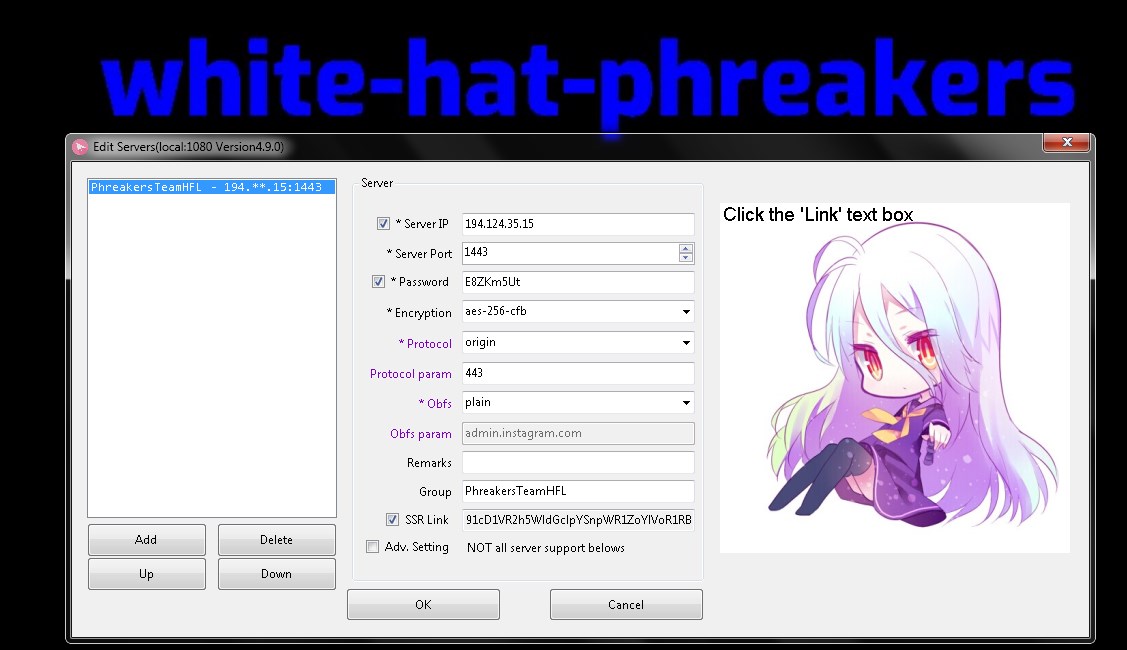 white-hat-phreakers
Edit Servers(local:1080 Version4.9.0)
x
PhreakersTeamHFL - 194.**.15:1443
Server
* Server IP 194.124.35.15
* Server Port 1443
* Password E8ZKm5Ut
* Encryption aes-256-cfb
* Protocol origin
Protocol param 443
* Obfs plain
Obfs param admin.instagram.com
Remarks
Group PhreakersTeamHFL
SSR Link 91cD1VR2h5WldGclpYSnpWR1ZoYlVoR1RB
Adv. Setting NOT all server support belows
Click the 'Link' text box
Add Delete
Up Down
OK Cancel